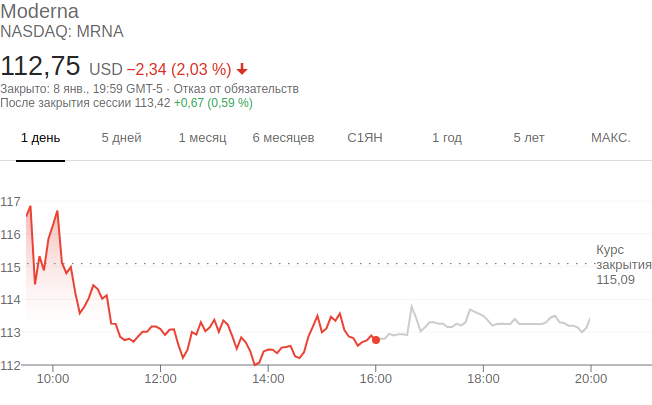 Moderna
NASDAQ: MRNA
112,75 USD −2,34 (2,03 %)
Закрыто: 8 янв., 19:59 GMT-5 · Отказ от обязательств
После закрытия сессии 113,42 +0,67 (0,59 %)
1 день 5 дней 1 месяц 6 месяцев С1ЯН 1 год 5 лет МАКС.
117
116
115
114
113
112
Курс
закрытия
115,09
10:00 12:00 14:00 16:00 18:00 20:00